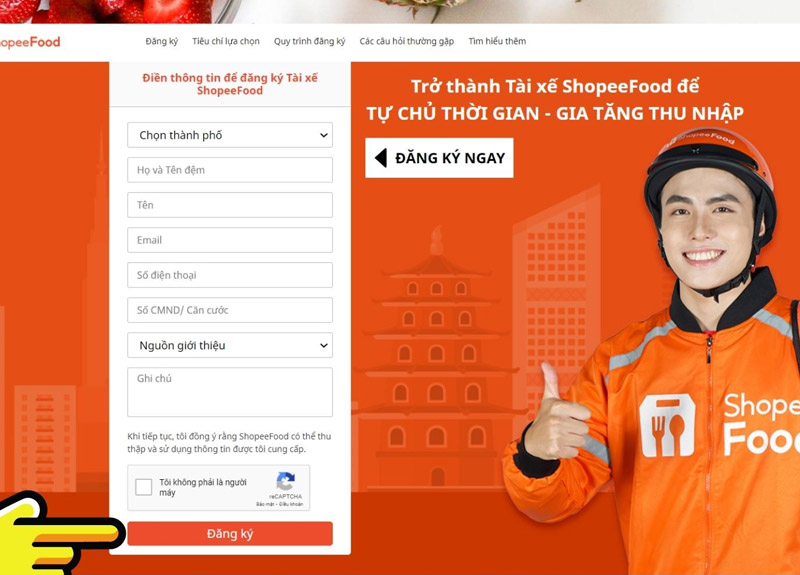 hopeeFood
Đăng ký Tiêu chí lựa chọn Quy trình đăng ký Các câu hỏi thường gặp Tìm hiểu thêm
Điền thông tin để đăng ký Tài xế
ShopeeFood
Chọn thành phố
Họ và Tên đệm
Tên
Email
Số điện thoại
Số CMND/ Căn cước
Nguồn giới thiệu
Ghi chú
Khi tiếp tục, tôi đồng ý rằng ShopeeFood có thể thu
thập và sử dụng thông tin được tôi cung cấp.
Tôi không phải là người
máy
reCAPTCHA
Bảo mật - Điều khoản
Đăng ký
Trở thành Tài xế ShopeeFood để
TỰ CHỦ THỜI GIAN - GIA TĂNG THU NHẬP
ĐĂNG KÝ NGAY
ShopeeFood
Shope
Foo